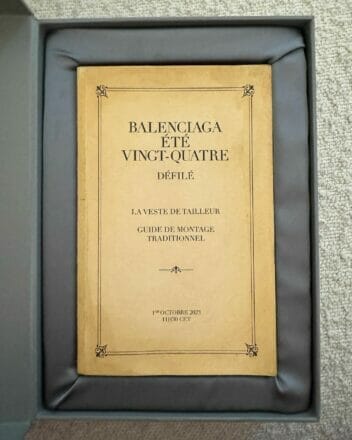 BALENCIAGA
ÉTÉ
VINGT-QUATRE
DÉFILÉ
LA VESTE DE TAILLEUR
GUIDE DE MONTAGE
TRADITIONNEL
1ER OCTOBRE 2023
11H30 CET